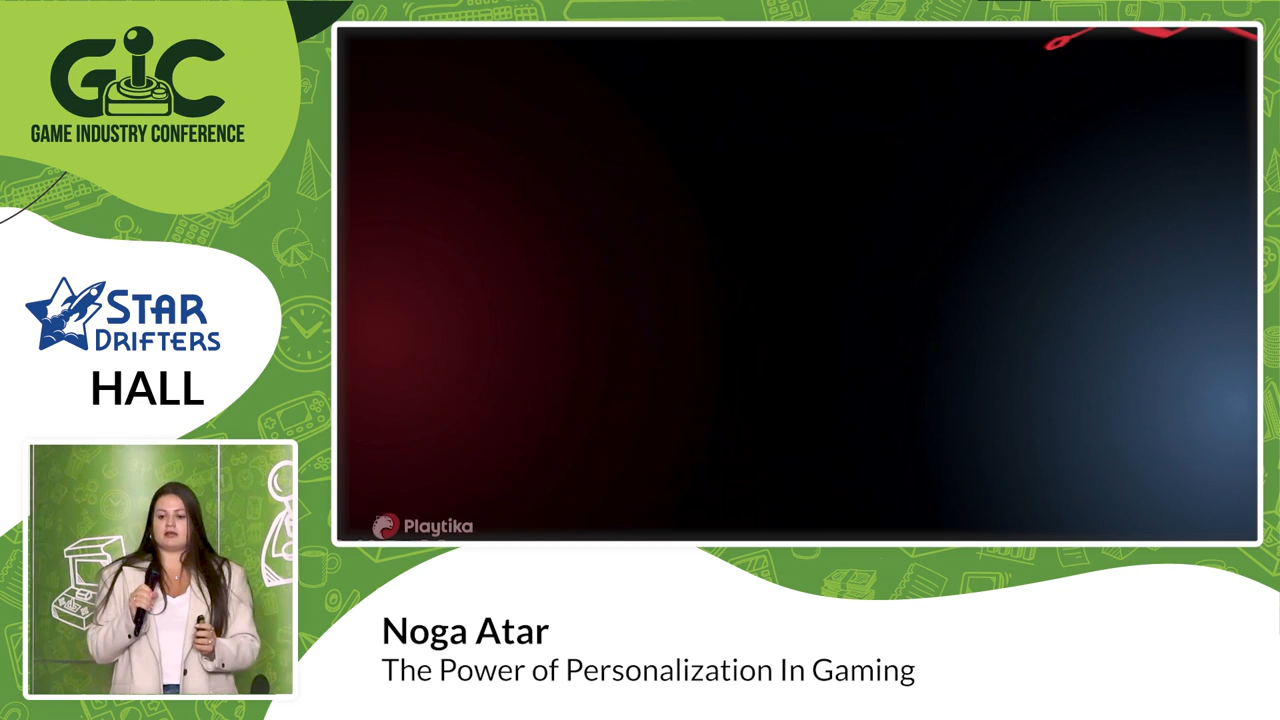 GIC
GAME INDUSTRY CONFERENCE
STAR
DRIFTERS
HALL
Playtika
Noga Atar
The Power of Personalization In Gaming